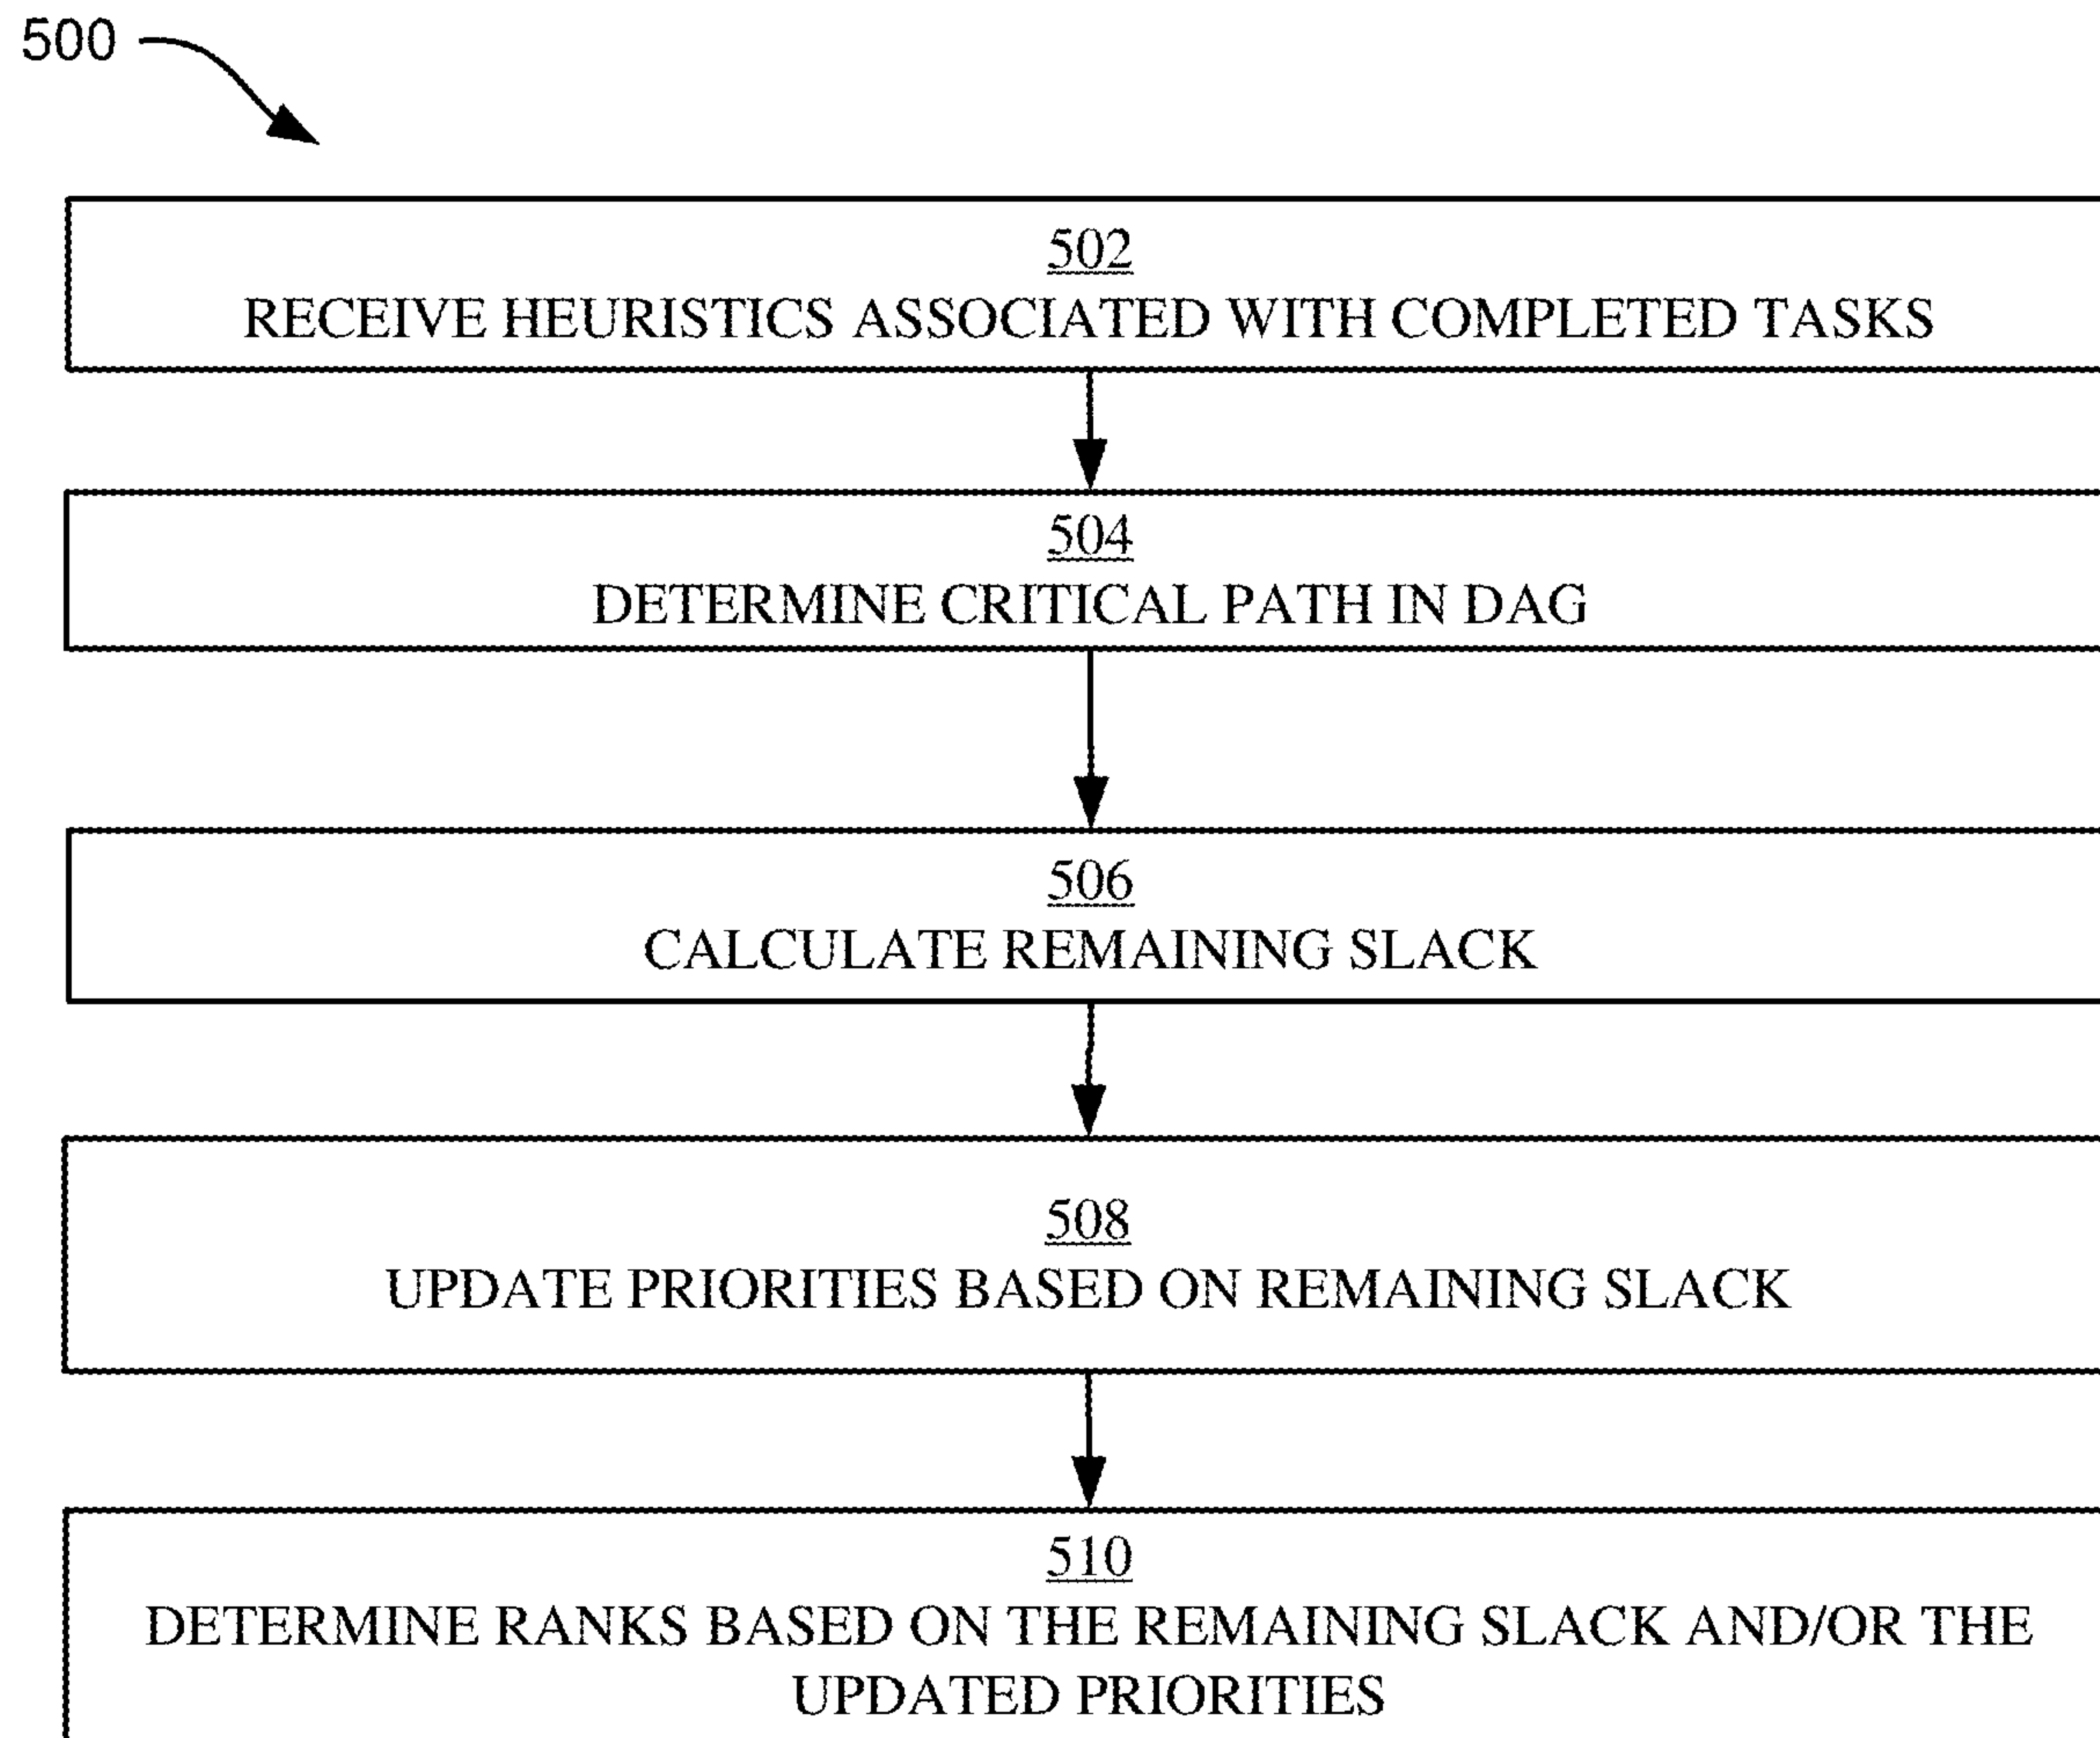 500
502
RECEIVE HEURISTICS ASSOCIATED WITH COMPLETED TASKS
504
DETERMINE CRITICAL PATH IN DAG
506
CALCULATE REMAINING SLACK
508
UPDATE PRIORITIES BASED ON REMAINING SLACK
510
DETERMINE RANKS BASED ON THE REMAINING SLACK AND/OR THE
UPDATED PRIORITIES